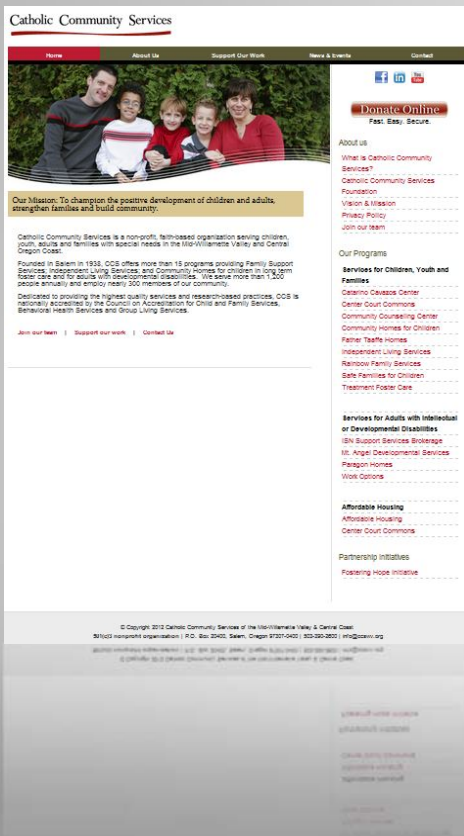 Catholic Community Services
Home
About Us
Support Our Work
News & Events
Contact
Our Mission: To champion the positive development of children and adults,
strengthen families and build community.
Catholic Community Services is a non-profit, faith-based organization serving children,
youth, adults and families with special needs in the Mid-Willamette Valley and Central
Oregon Coast.
Founded in Salem in 1938, CCS offers more than 15 programs providing Family Support
Services; Independent Living Services; and Community Homes for children in long term
foster care and for adults with developmental disabilities. We serve more than 1,200
people annually and employ nearly 300 members of our community.
Dedicated to providing the highest quality services and research-based practices, CCS is
nationally accredited by the Council on Accreditation for Child and Family Services,
Behavioral Health Services and Group Living Services.
Join our team | Support our work | Contact Us
You
Tube
Donate Online
Fast. Easy. Secure.
About us
What is Catholic Community
Services?
Catholic Community Services
Foundation
Vision & Mission
Privacy Policy
Join our team
Our Programs
Services for Children, Youth and
Families
Catarino Cavazos Center
Center Court Commons
Community Counseling Center
Community Homes for Children
Father Taaffe Homes
Independent Living Services
Rainbow Family Services
Safe Families for Children
Treatment Foster Care
Services for Adults with Intellectual
or Developmental Disabilities
ISN Support Services Brokerage
Mt. Angel Developmental Services
Paragon Homes
Work Options
Affordable Housing
Affordable Housing
Center Court Commons
Partnership Initiatives
Fostering Hope Initiative
© Copyright 2012 Catholic Community Services of the Mid-Willamette Valley & Central Coast
501(c)3 nonprofit organization | P.O. Box 20400, Salem, Oregon 97307-0400 |